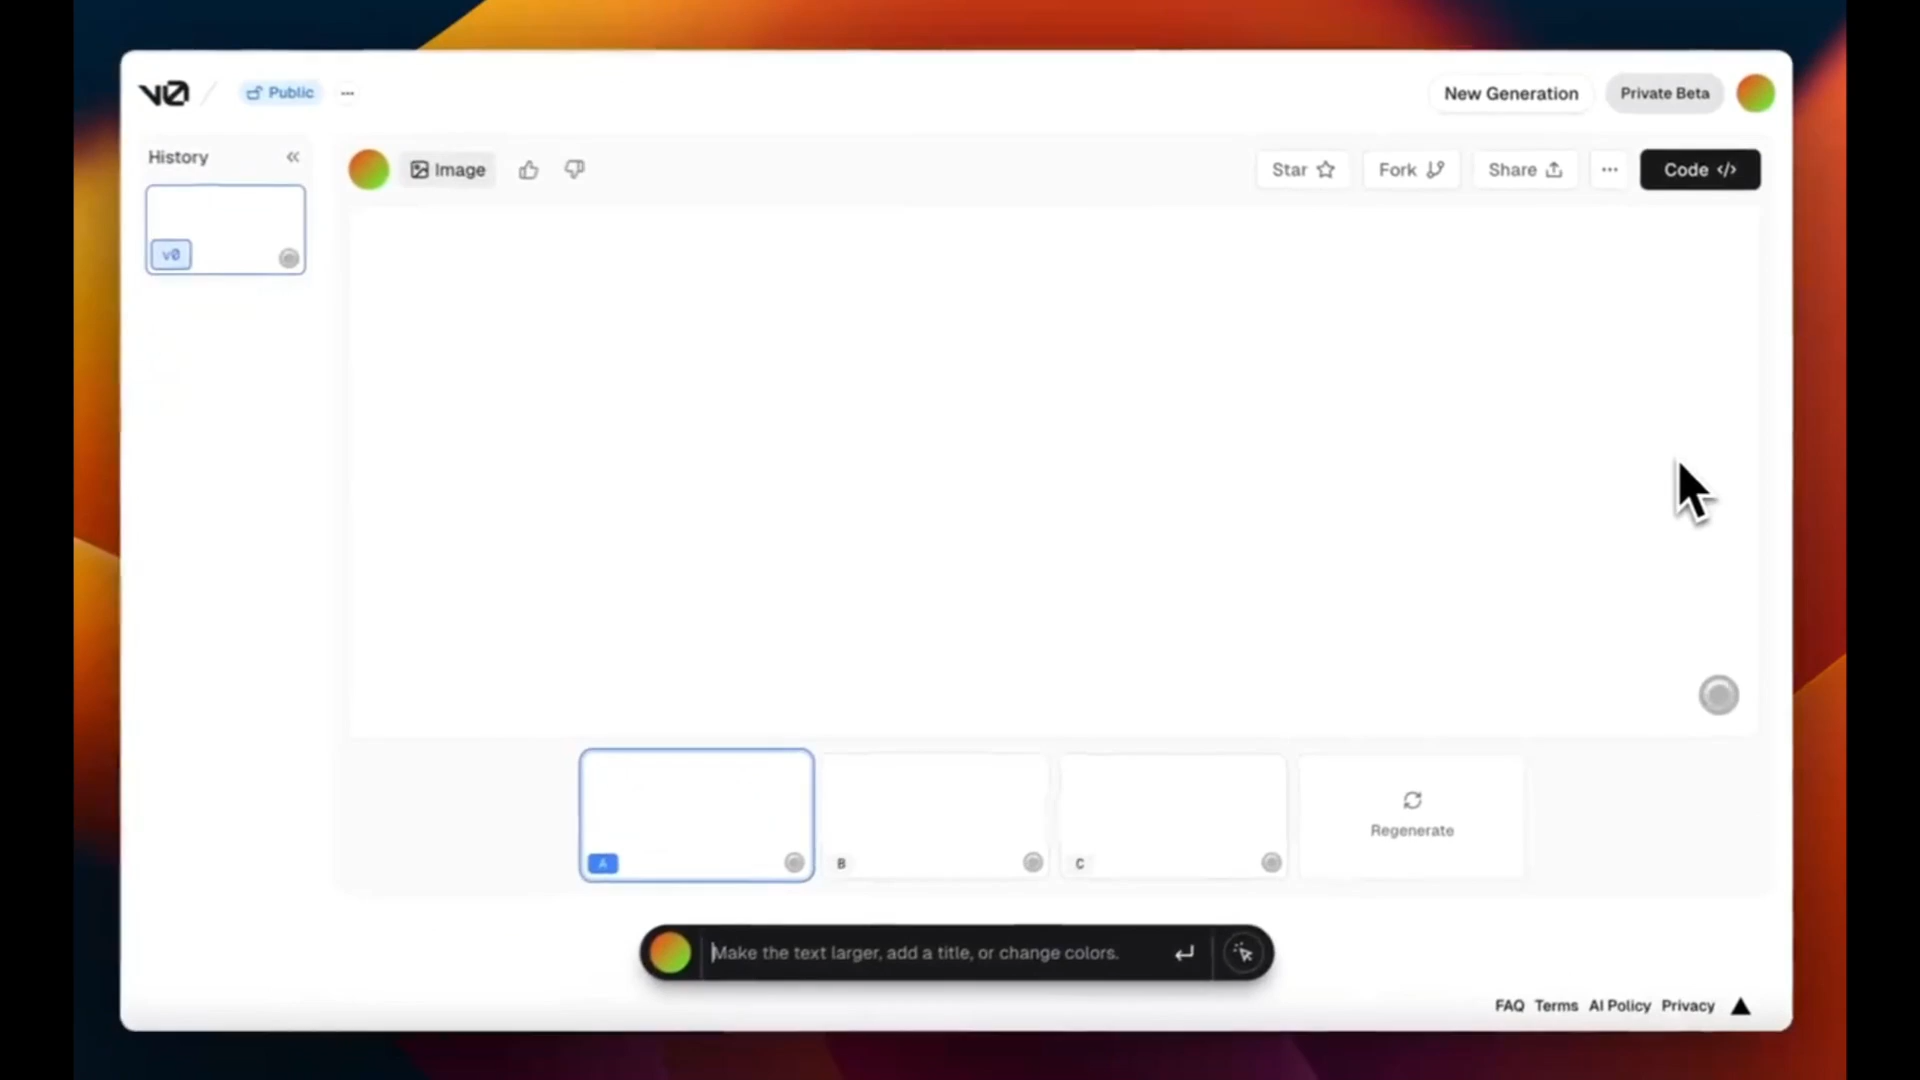 v0
Public
New Generation
Private Beta
History
Image
Star
Fork
Share
Code </>
v0
A
B
C
Regenerate
Make the text larger, add a title, or change colors.
FAQ Terms AI Policy Privacy